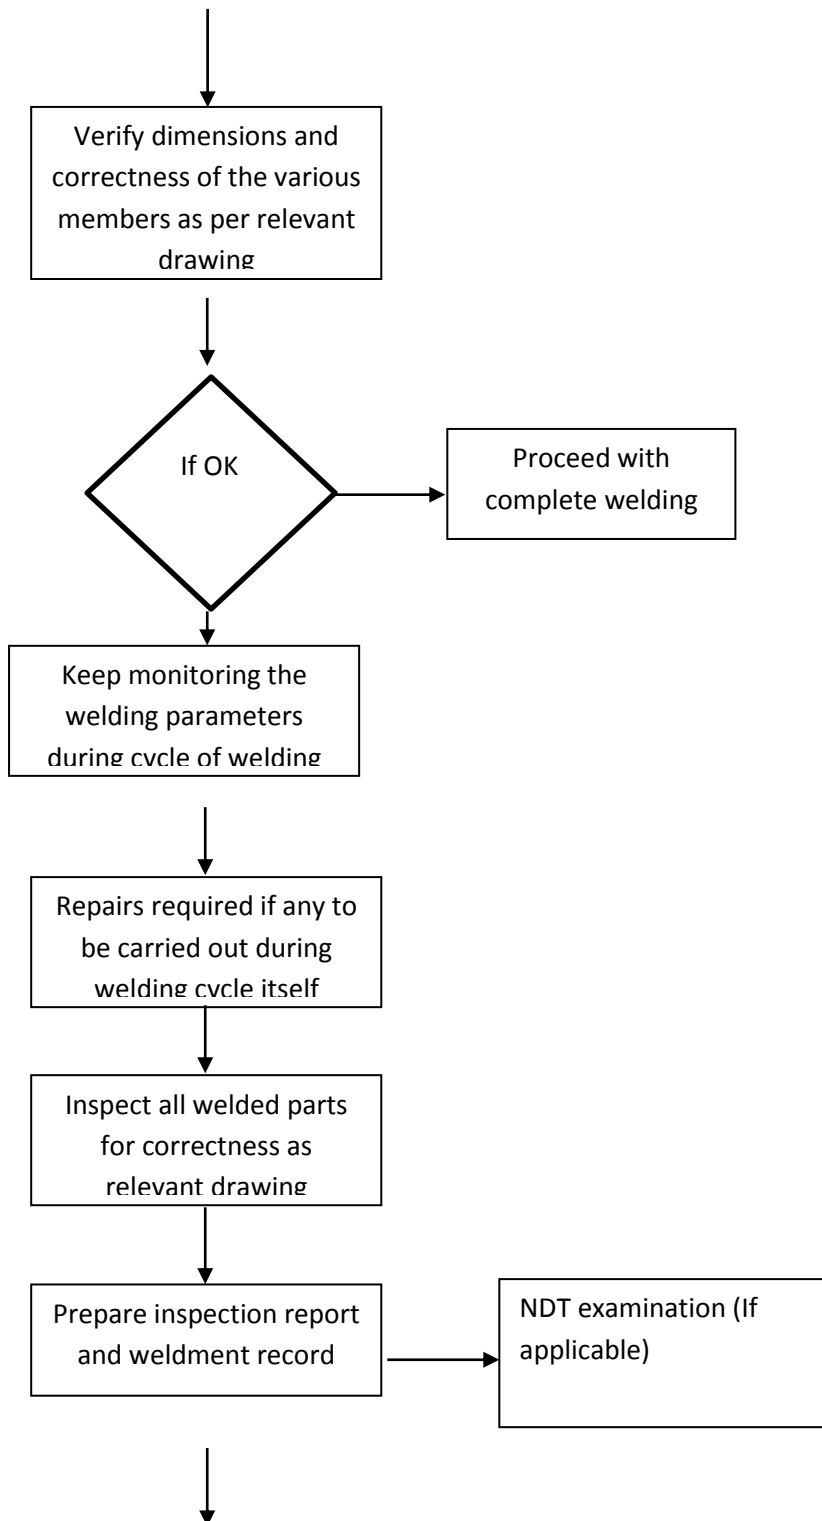 Verify dimensions and
correctness of the various
members as per relevant
drawing
If OK
Proceed with
complete welding
Keep monitoring the
welding parameters
during cycle of welding
Repairs required if any to
be carried out during
welding cycle itself
Inspect all welded parts
for correctness as
relevant drawing
Prepare inspection report
and weldment record
NDT examination (If
applicable)